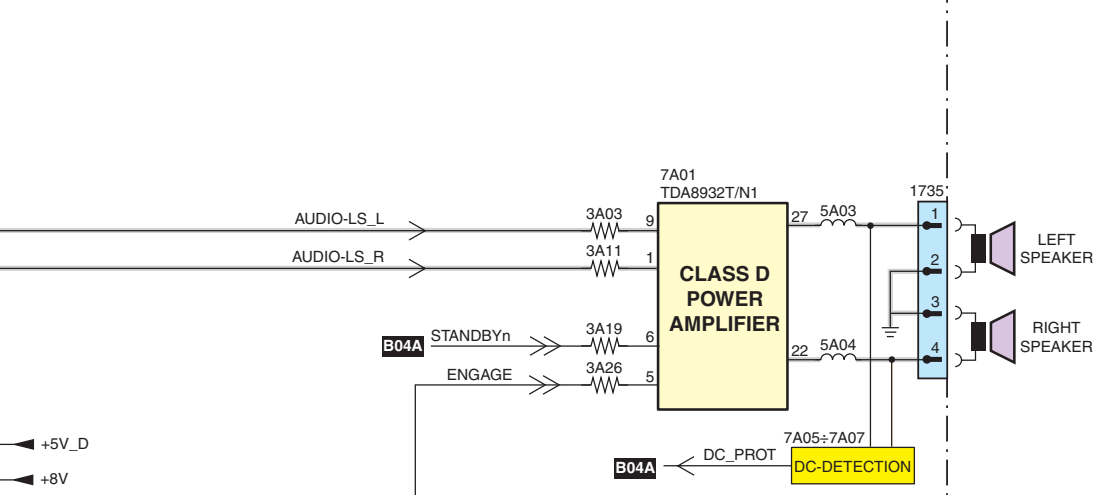 7A01
TDA8932T/N1
1735
AUDIO-LS_L
3A03
9
27
5A03
1
LEFT
SPEAKER
AUDIO-LS_R
3A11
1
2
CLASS D
POWER
AMPLIFIER
3
RIGHT
SPEAKER
B04A
STANDBYn
3A19
6
22
5A04
4
ENGAGE
3A26
5
+5V_D
7A05÷7A07
DC-DETECTION
DC_PROT
B04A
+8V